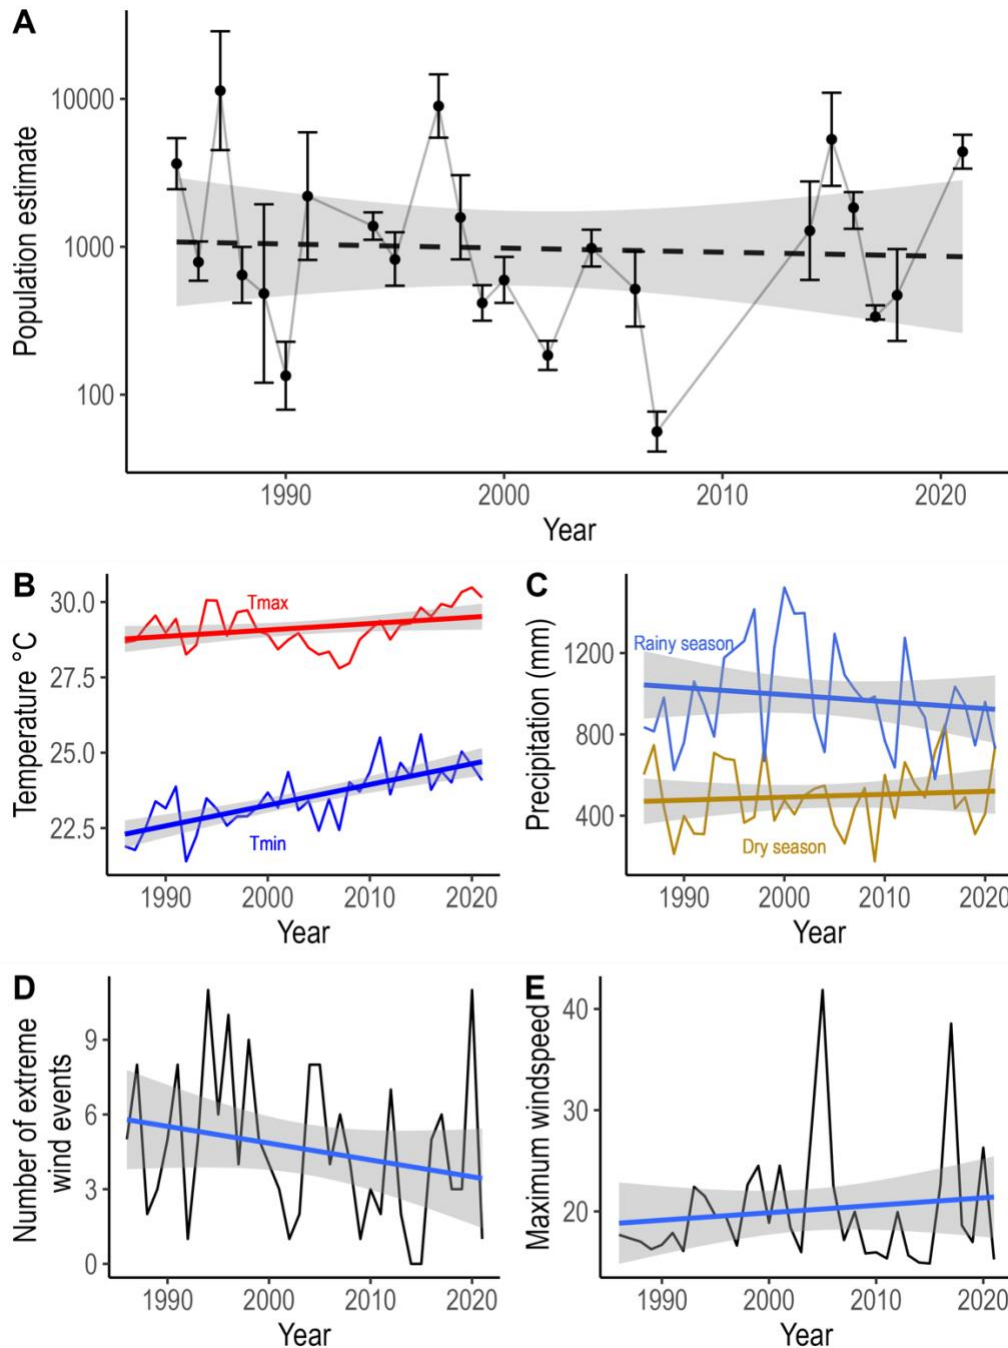 A
Population estimate
10000
1000
100
1990
2000
2010
2020
Year
B
Temperature °C
30.0
27.5
25.0
22.5
Tmax
Tmin
1990
2000
2010
2020
Year
C
Precipitation (mm)
1200
800
400
Rainy season
Dry season
1990
2000
2010
2020
Year
D
Number of extreme
wind events
9
6
3
0
1990
2000
2010
2020
Year
E
Maximum windspeed
40
30
20
1990
2000
2010
2020
Year